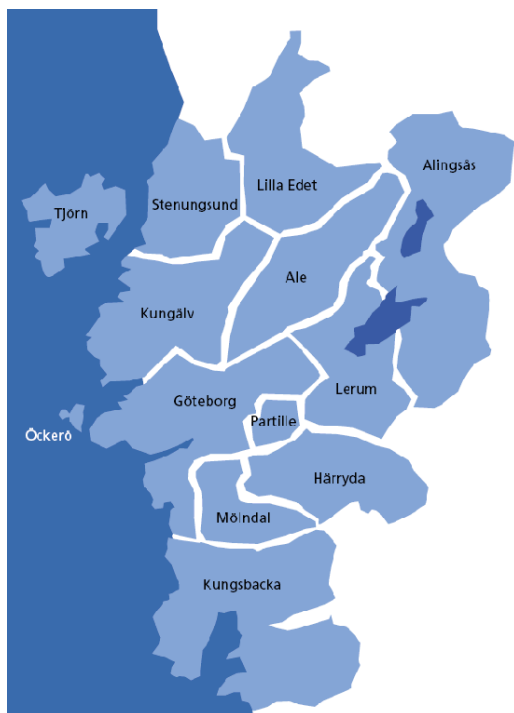 Alingsås
Lilla Edet
Stenungsund
Tjörn
Ale
Kungälv
Lerum
Göteborg
Partille
Öckerö
Härryda
Mölndal
Kungsbacka